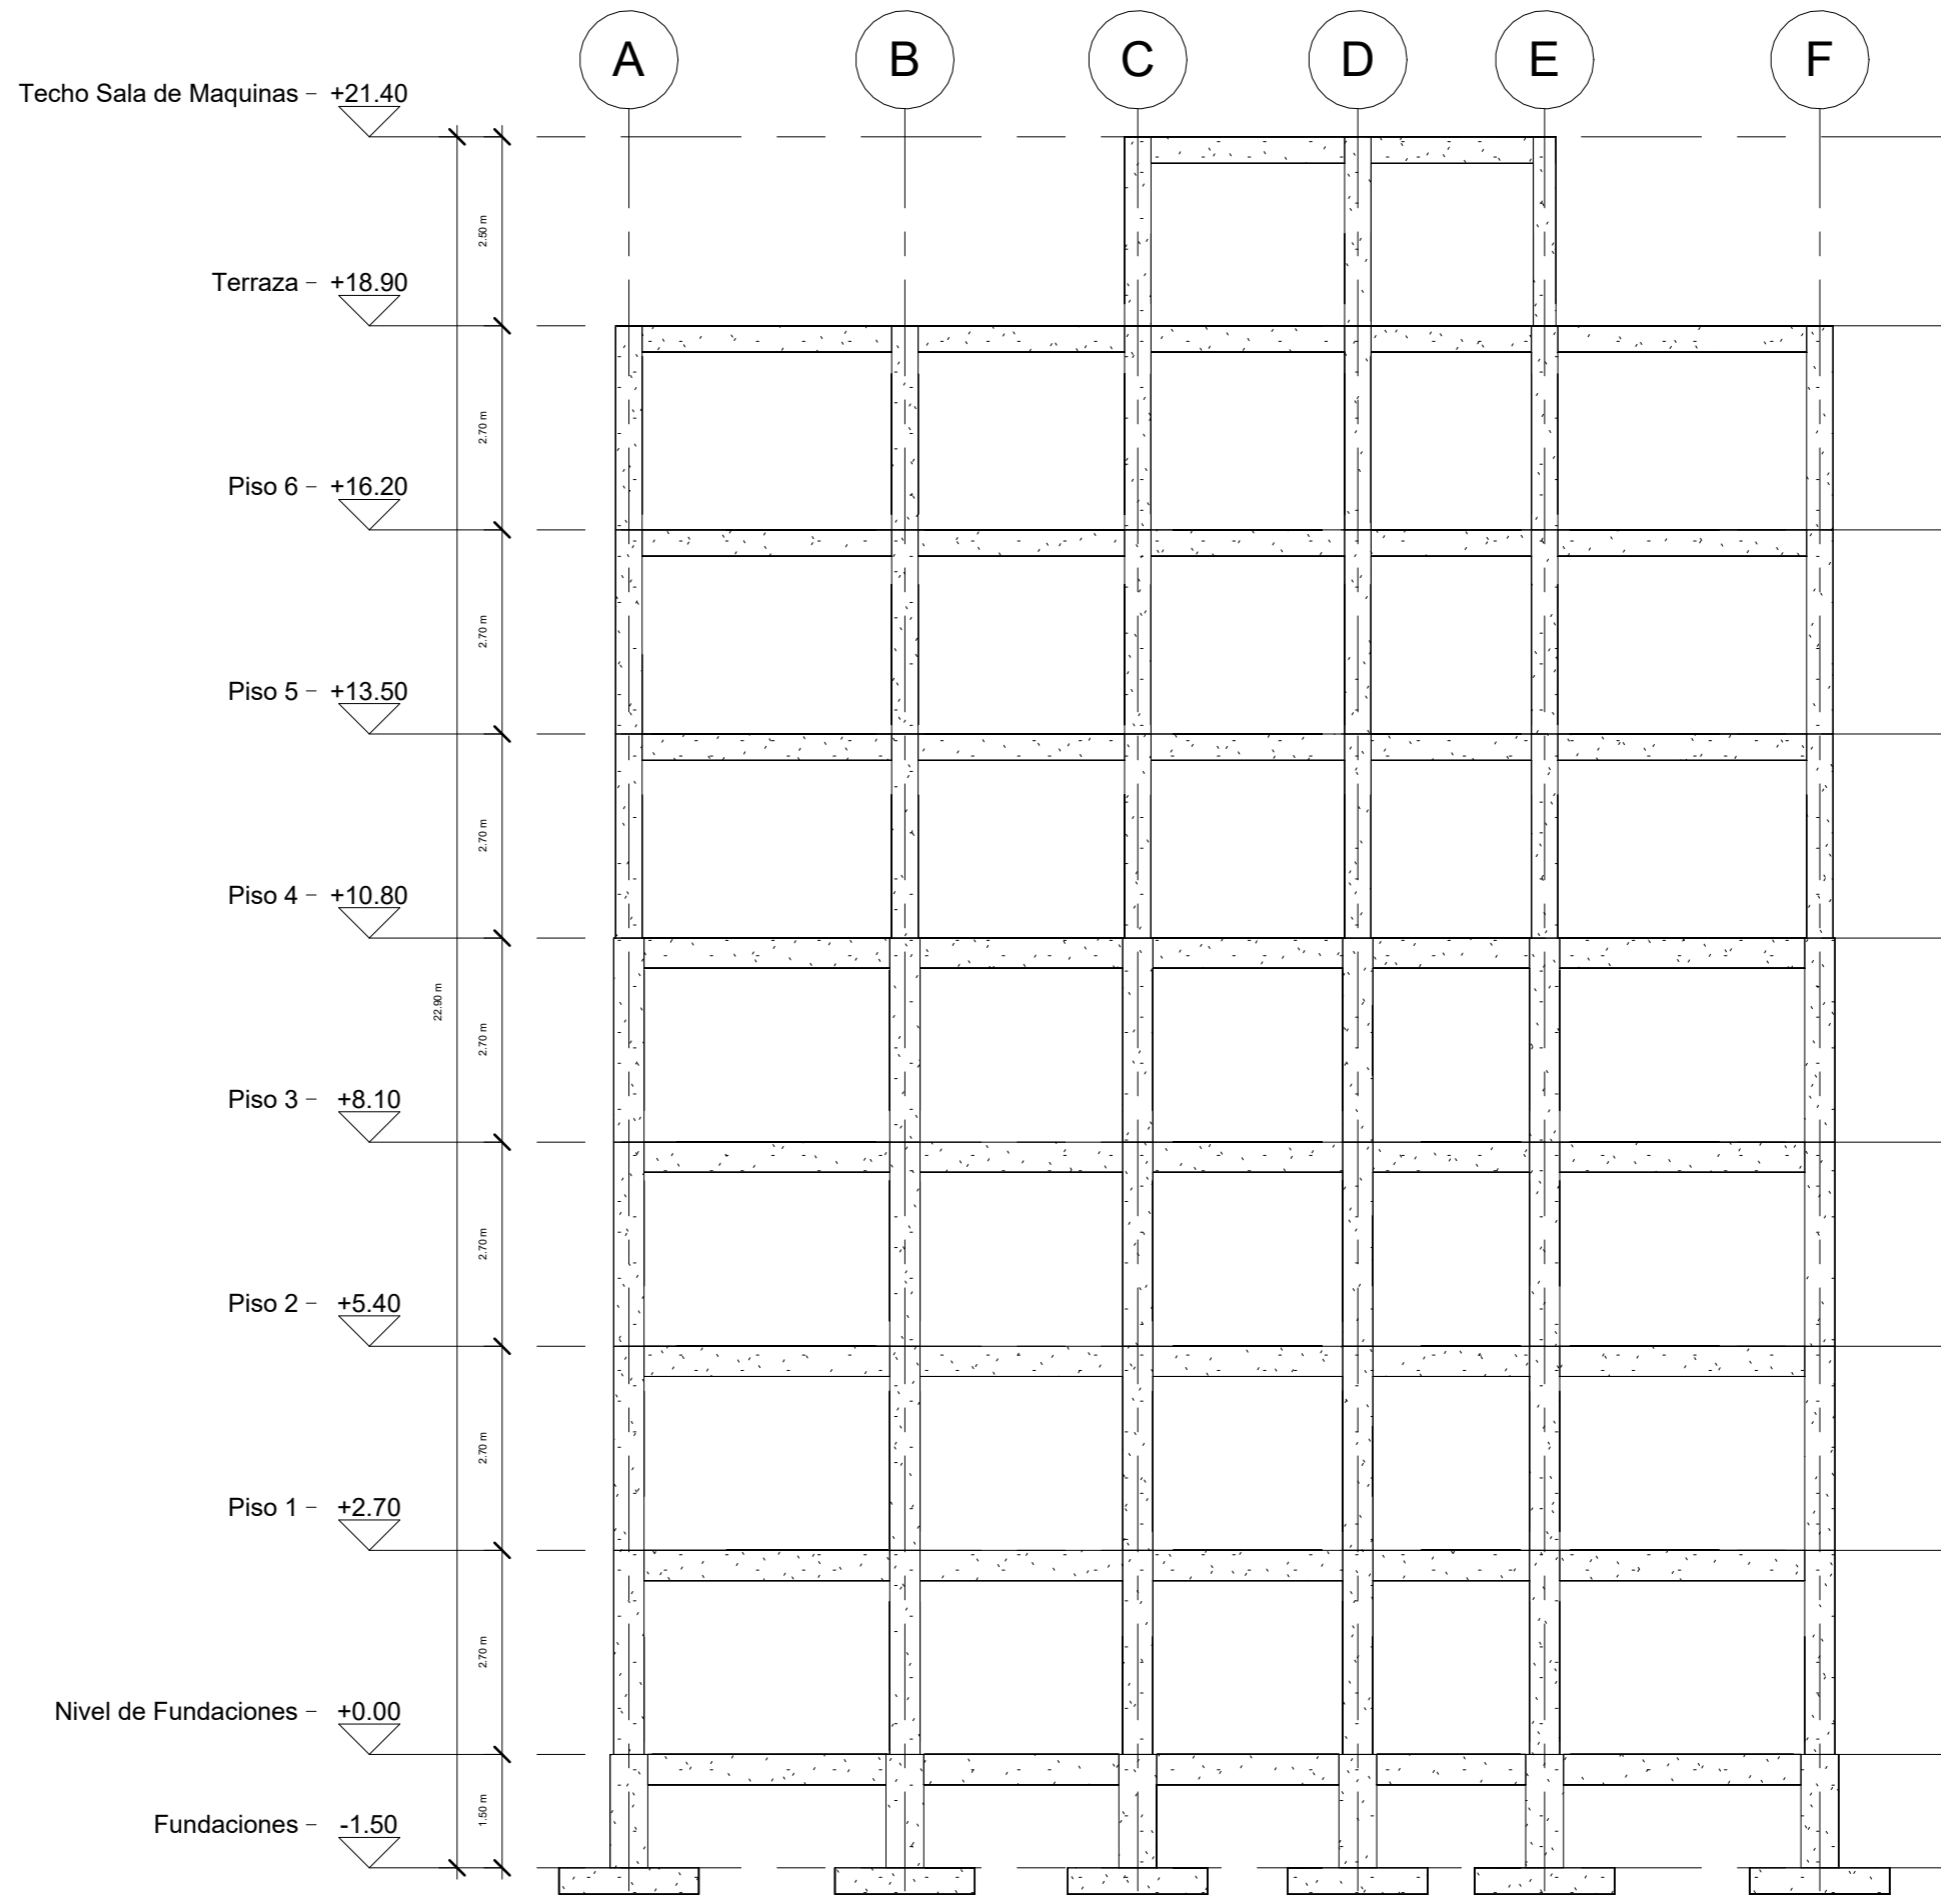 A B C D E F
Techo Sala de Maquinas - +21.40
2.50 m
Terraza - +18.90
2.70 m
Piso 6 - +16.20
2.70 m
Piso 5 - +13.50
2.70 m
Piso 4 - +10.80
22.90 m
2.70 m
Piso 3 - +8.10
2.70 m
Piso 2 - +5.40
2.70 m
Piso 1 - +2.70
2.70 m
Nivel de Fundaciones - +0.00
1.50 m
Fundaciones - -1.50